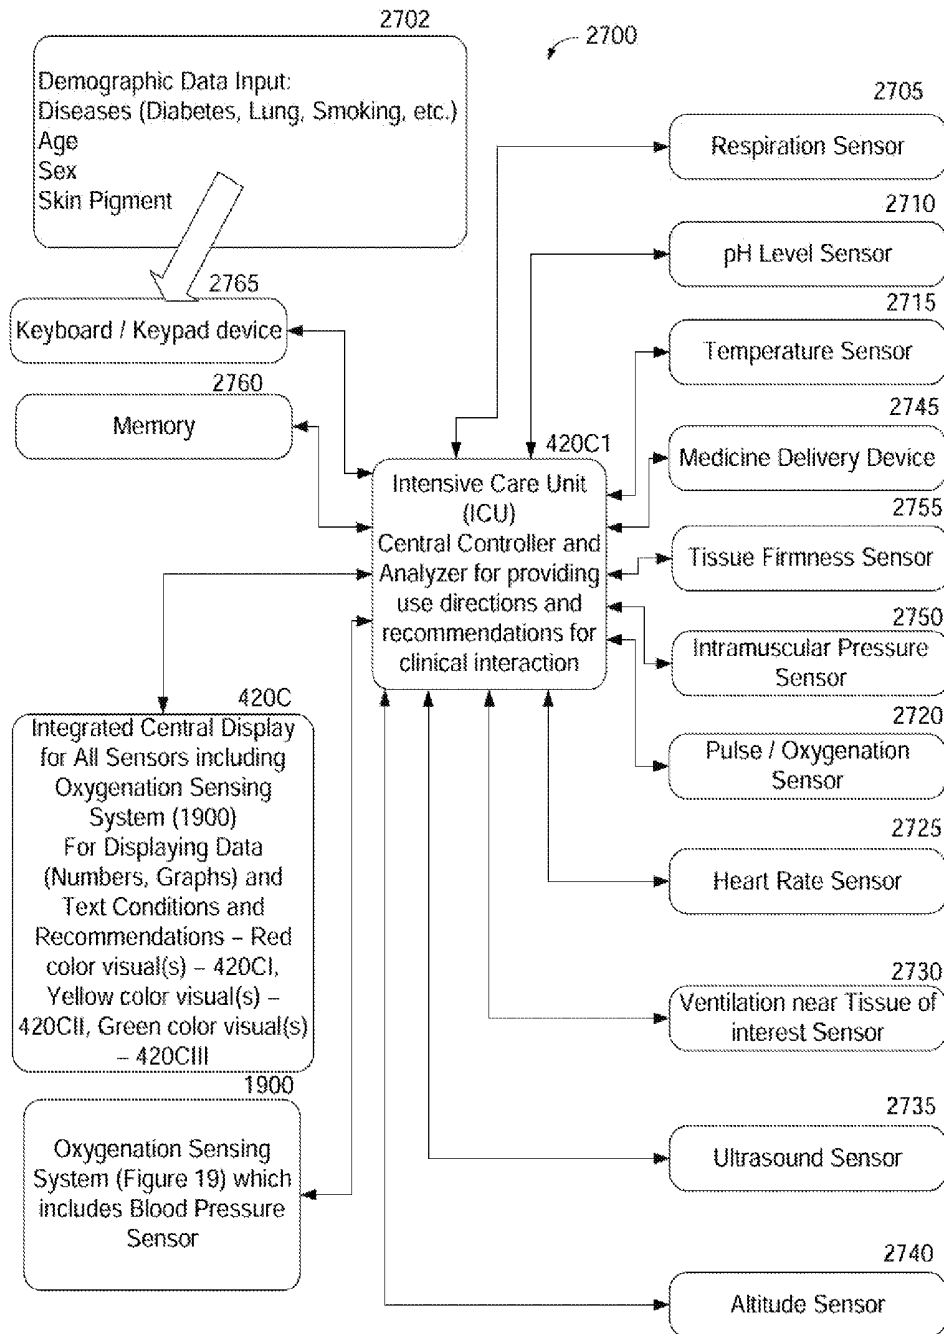 2702
2700
Demographic Data Input:
Diseases (Diabetes, Lung, Smoking, etc.)
Age
Sex
Skin Pigment
2705
Respiration Sensor
2710
pH Level Sensor
2765
Keyboard / Keypad device
2715
Temperature Sensor
2760
Memory
2745
Medicine Delivery Device
420C1
Intensive Care Unit
(ICU)
Central Controller and
Analyzer for providing
use directions and
recommendations for
clinical interaction
2755
Tissue Firmness Sensor
2750
Intramuscular Pressure
Sensor
420C
Integrated Central Display
for All Sensors including
Oxygenation Sensing
System (1900)
For Displaying Data
(Numbers, Graphs) and
Text Conditions and
Recommendations – Red
color visual(s) – 420CI,
Yellow color visual(s) –
420CII, Green color visual(s)
– 420CIII
2720
Pulse / Oxygenation
Sensor
2725
Heart Rate Sensor
2730
Ventilation near Tissue of
interest Sensor
1900
Oxygenation Sensing
System (Figure 19) which
includes Blood Pressure
Sensor
2735
Ultrasound Sensor
2740
Altitude Sensor